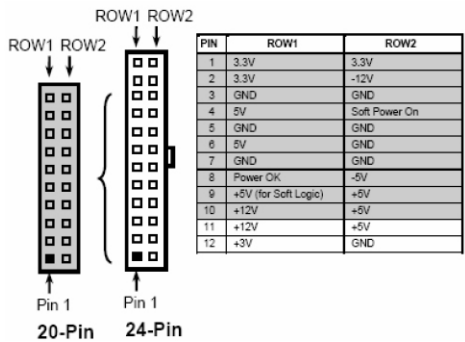 ROW1 ROW2
ROW1 ROW2
Pin 1
20-Pin
Pin 1
24-Pin
PIN ROW1 ROW2
1 3.3V 3.3V
2 3.3V -12V
3 GND GND
4 5V Soft Power On
5 GND GND
6 5V GND
7 GND GND
8 Power OK -5V
9 +5V (for Soft Logic) +5V
10 +12V +5V
11 +12V +5V
12 +3V GND